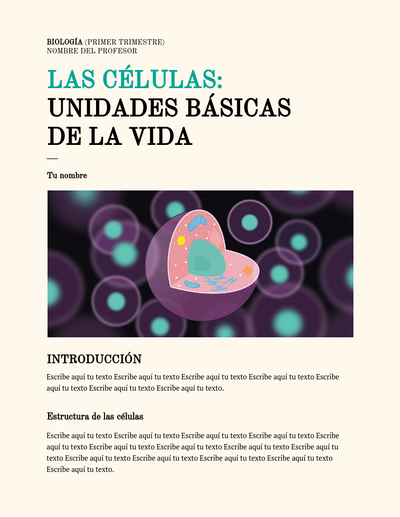 BIOLOGÍA (PRIMER TRIMESTRE)
NOMBRE DEL PROFESOR
LAS CÉLULAS:
UNIDADES BÁSICAS
DE LA VIDA
Tu nombre
INTRODUCCIÓN
Escribe aquí tu texto Escribe aquí tu texto Escribe aquí tu texto Escribe aquí tu texto Escribe
aquí tu texto Escribe aquí tu texto Escribe aquí tu texto.
Estructura de las células
Escribe aquí tu texto Escribe aquí tu texto Escribe aquí tu texto Escribe aquí tu texto Escribe
aquí tu texto Escribe aquí tu texto Escribe aquí tu texto Escribe aquí tu texto Escribe aquí tu
texto Escribe aquí tu texto Escribe aquí tu texto Escribe aquí tu texto Escribe aquí tu texto
Escribe aquí tu texto.